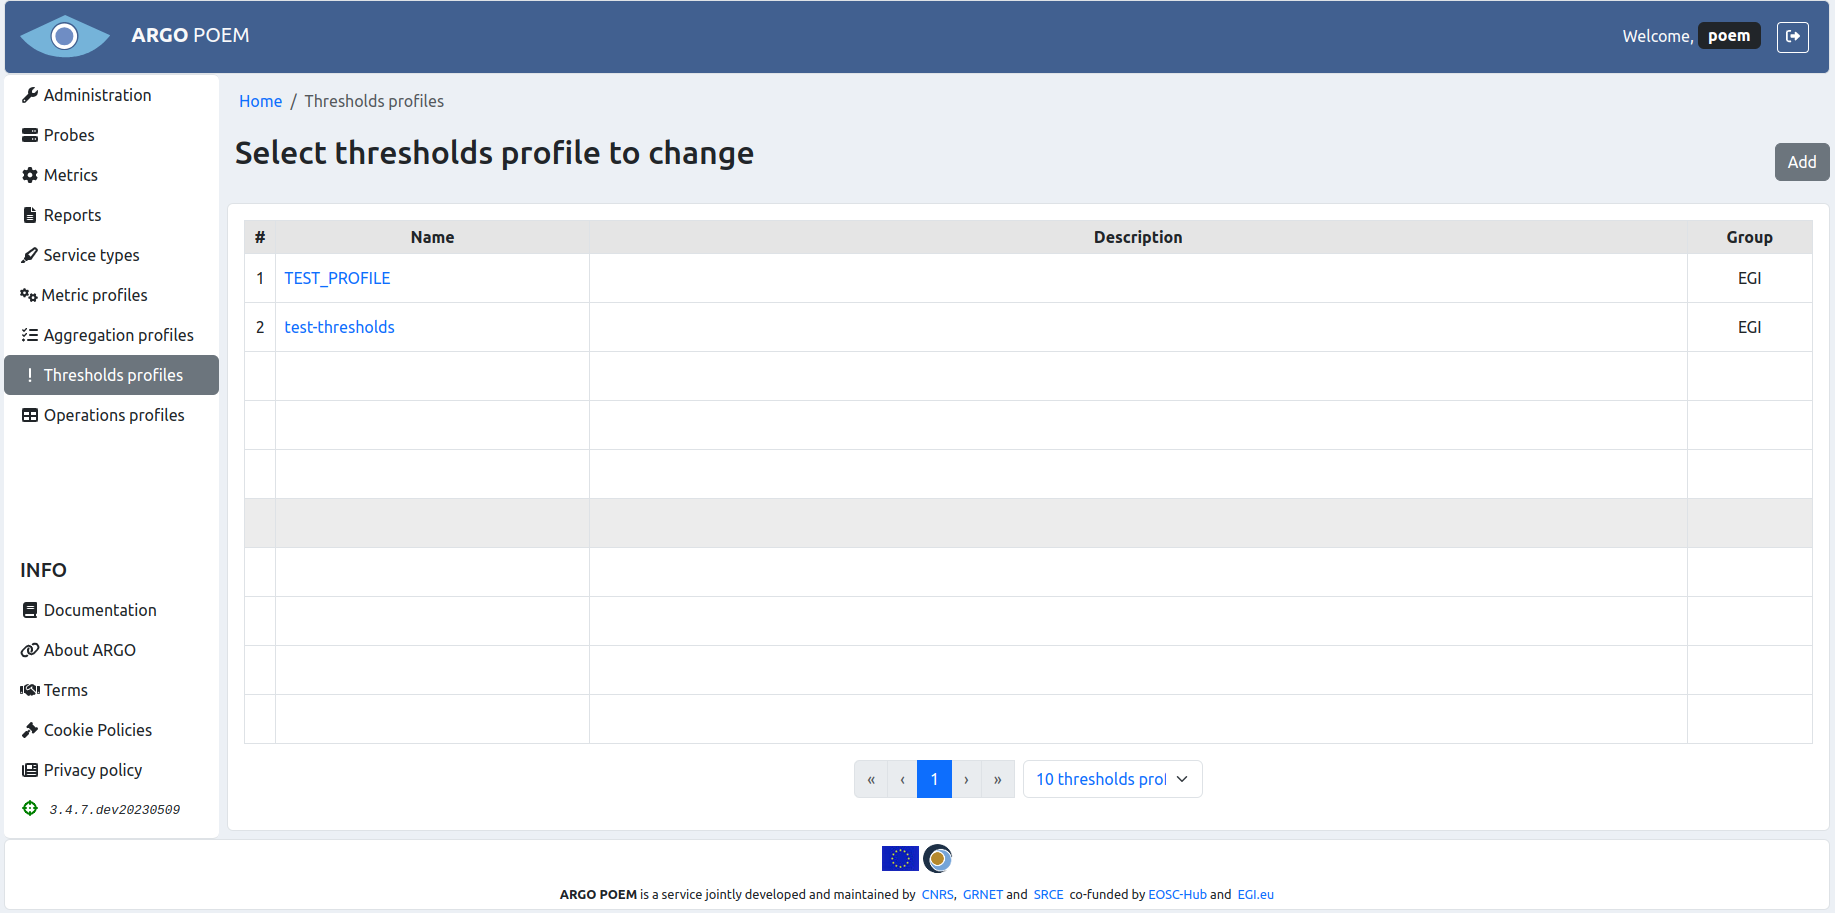 ARGO POEM
Welcome, poem
Administration
Probes
Metrics
Reports
Service types
Metric profiles
Aggregation profiles
Thresholds profiles
Operations profiles
INFO
Documentation
About ARGO
Terms
Cookie Policies
Privacy policy
3.4.7.dev20230509
Home / Thresholds profiles
Select thresholds profile to change
Add
# Name Description Group
1 TEST_PROFILE EGI
2 test-thresholds EGI
« ‹ 1 › » 10 thresholds prof
ARGO POEM is a service jointly developed and maintained by CNRS, GRNET and SRCE co-funded by EOSC-Hub and EGI.eu